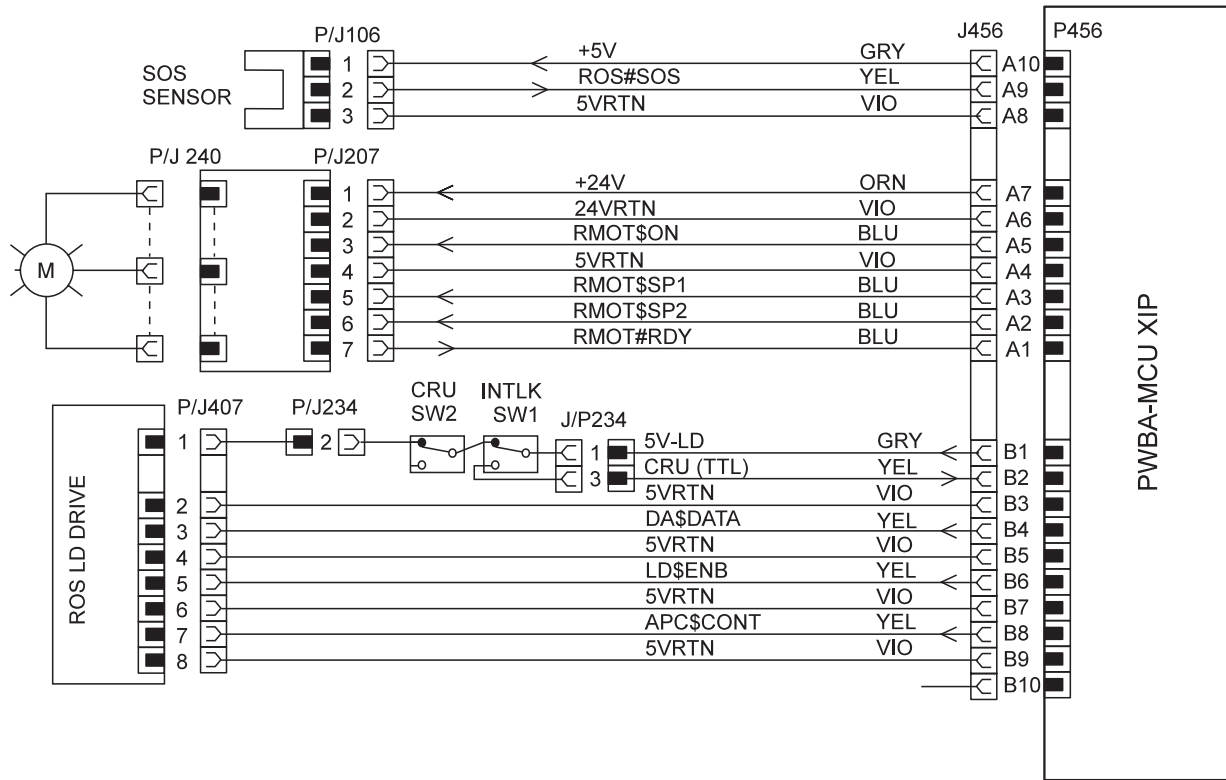 P/J106 J456 P456
SOS
SENSOR
1 +5V GRY A10
2 ROS#SOS YEL A9
3 5VRTN VIO A8
P/J 240 P/J207
M
1 +24V ORN A7
2 24VRTN VIO A6
3 RMOT$ON BLU A5
4 5VRTN VIO A4
5 RMOT$SP1 BLU A3
6 RMOT$SP2 BLU A2
7 RMOT#RDY BLU A1
PWBA-MCU XIP
CRU
SW2
INTLK
SW1
P/J407 P/J234 J/P234
ROS LD DRIVE
1 2 1 5V-LD GRY B1
3 CRU (TTL) YEL B2
2 5VRTN VIO B3
3 DA$DATA YEL B4
4 5VRTN VIO B5
5 LD$ENB YEL B6
6 5VRTN VIO B7
7 APC$CONT YEL B8
8 5VRTN VIO B9
B10